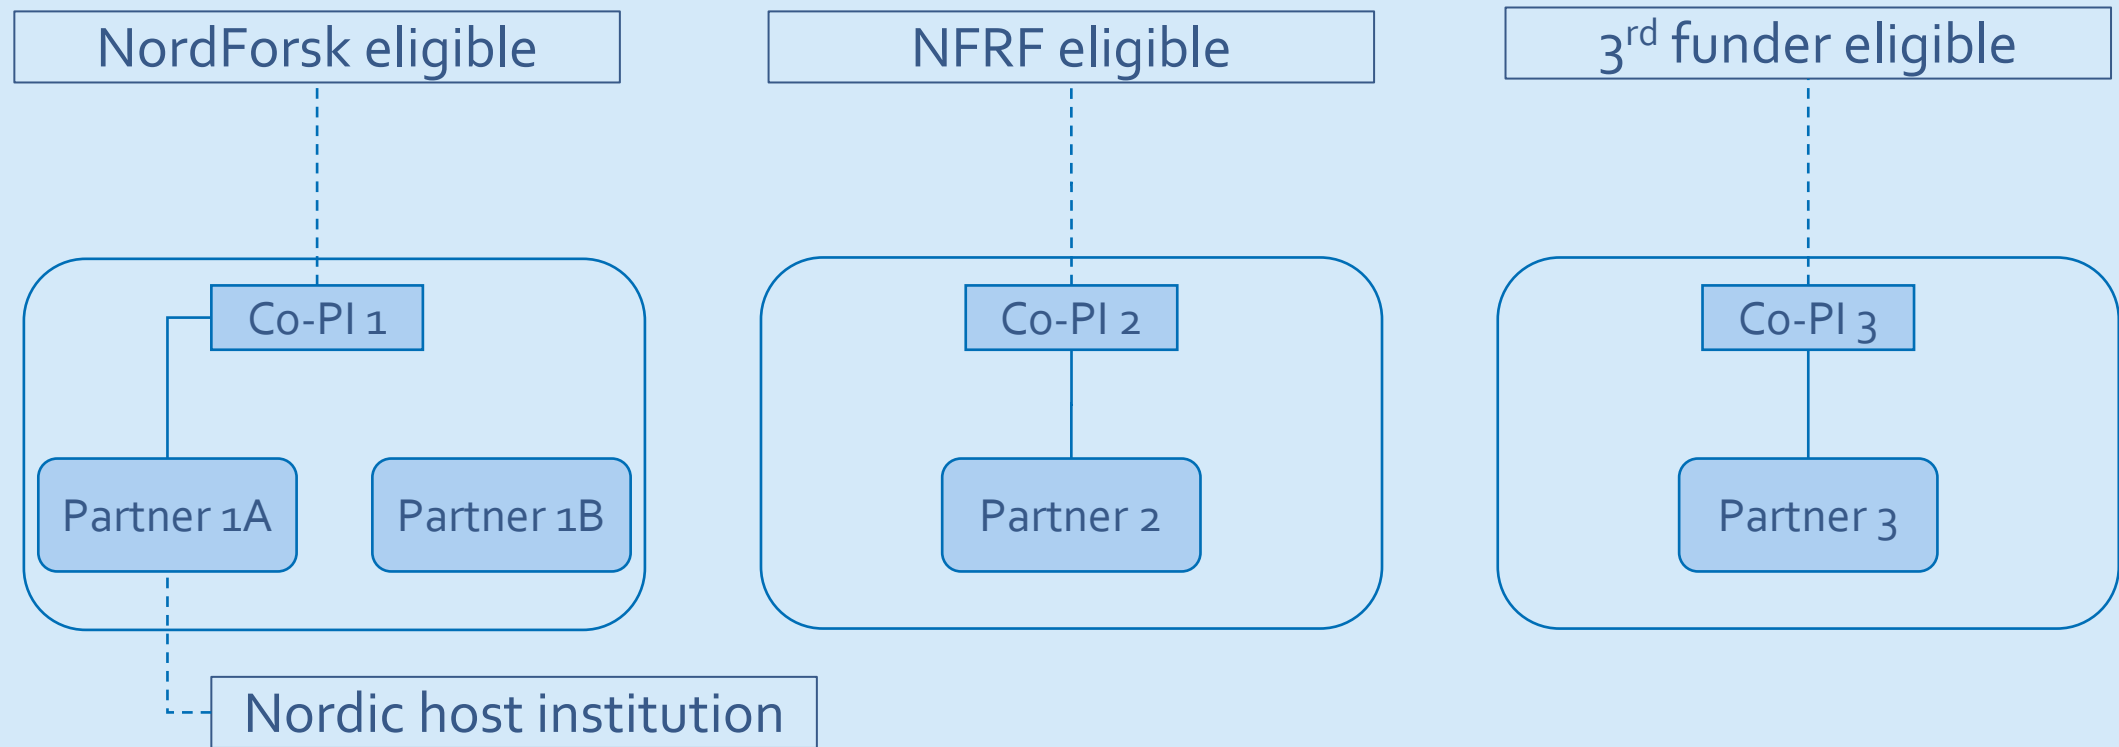 NordForsk eligible
NFRF eligible
3rd funder eligible
Co-PI 1
Co-PI 2
Co-PI 3
Partner 1A
Partner 1B
Partner 2
Partner 3
Nordic host institution